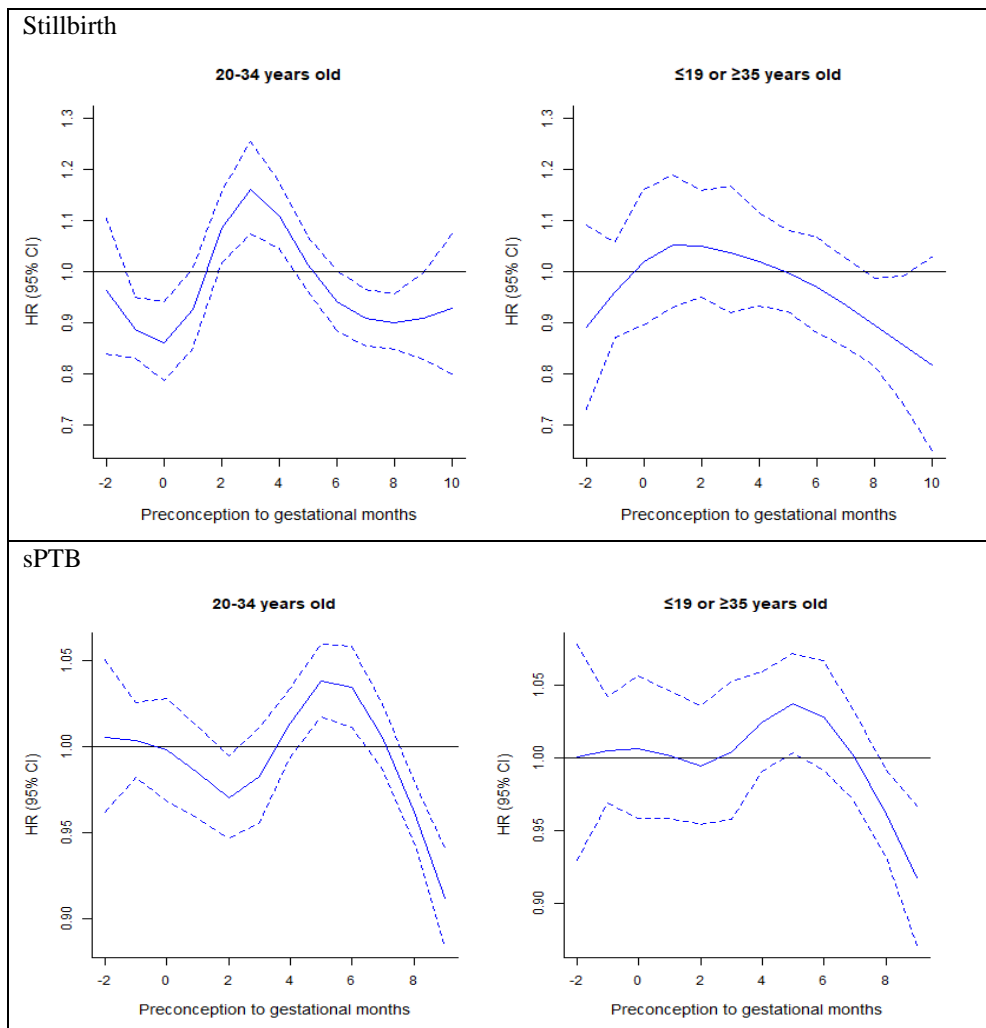 Stillbirth
20-34 years old
HR (95% CI)
1.3
1.2
1.1
1.0
0.9
0.8
0.7
-2 0 2 4 6 8 10
Preconception to gestational months
≤19 or ≥35 years old
HR (95% CI)
1.3
1.2
1.1
1.0
0.9
0.8
0.7
-2 0 2 4 6 8 10
Preconception to gestational months
sPTB
20-34 years old
HR (95% CI)
1.05
1.00
0.95
0.90
-2 0 2 4 6 8
Preconception to gestational months
≤19 or ≥35 years old
HR (95% CI)
1.05
1.00
0.95
0.90
-2 0 2 4 6 8
Preconception to gestational months